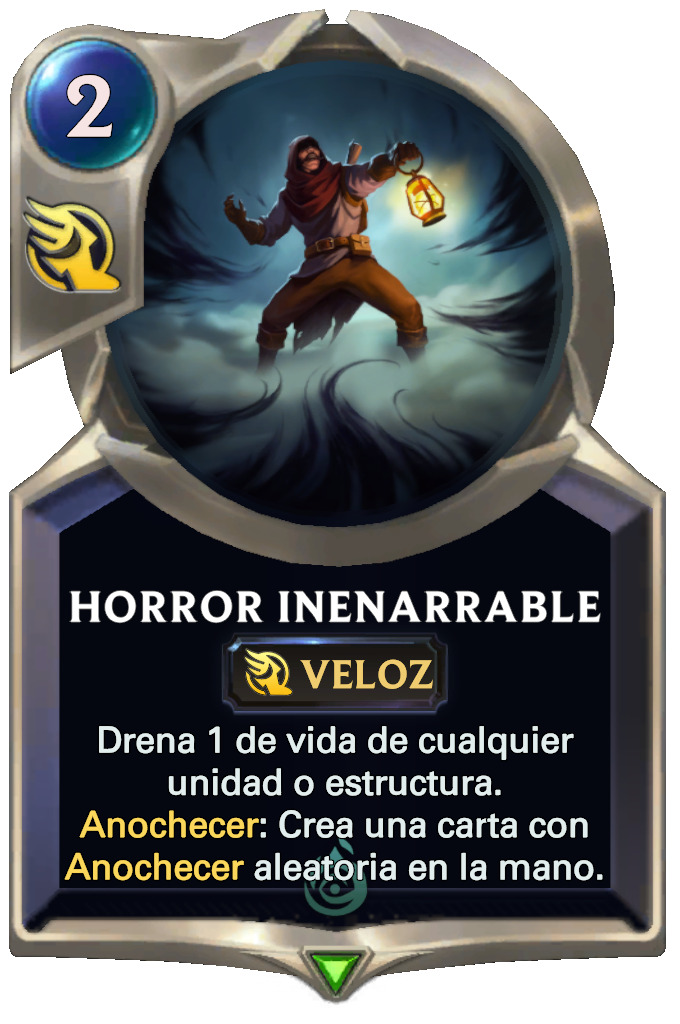 2
HORROR INENARRABLE
VELOZ
Drena 1 de vida de cualquier
unidad o estructura.
Anochecer: Crea una carta con
Anochecer aleatoria en la mano.